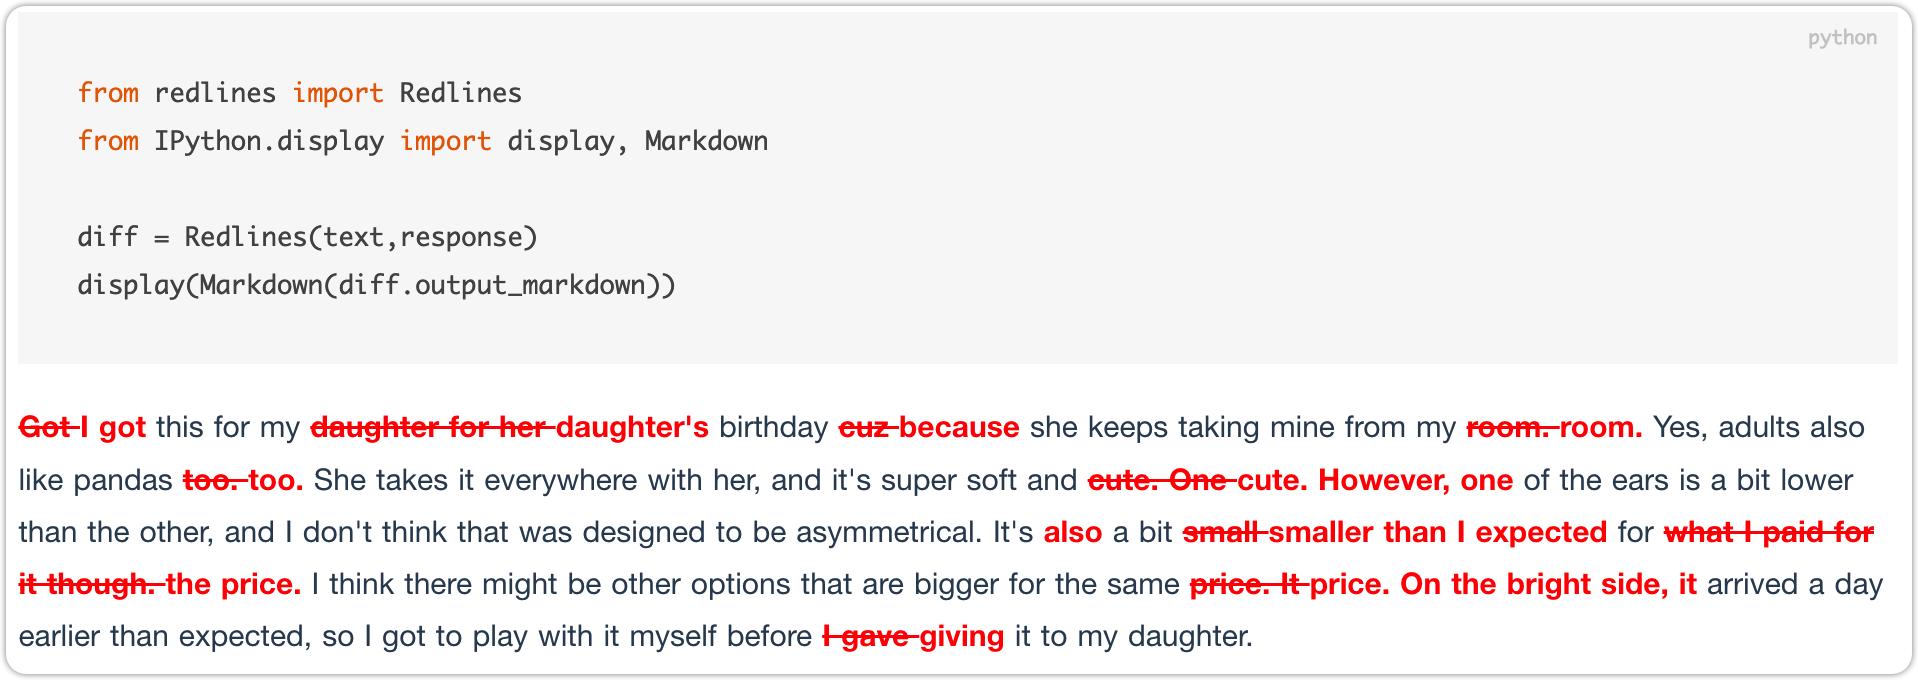 python
from redlines import Redlines
from IPython.display import display, Markdown
diff = Redlines(text,response)
display(Markdown(diff.output_markdown))
Got I got this for my daughter for her daughter's birthday cuz because she keeps taking mine from my room. room. Yes, adults also
like pandas too. too. She takes it everywhere with her, and it's super soft and cute. One cute. However, one of the ears is a bit lower
than the other, and I don't think that was designed to be asymmetrical. It's also a bit small smaller than I expected for what I paid for
it though. the price. I think there might be other options that are bigger for the same price. It price. On the bright side, it arrived a day
earlier than expected, so I got to play with it myself before I gave giving it to my daughter.